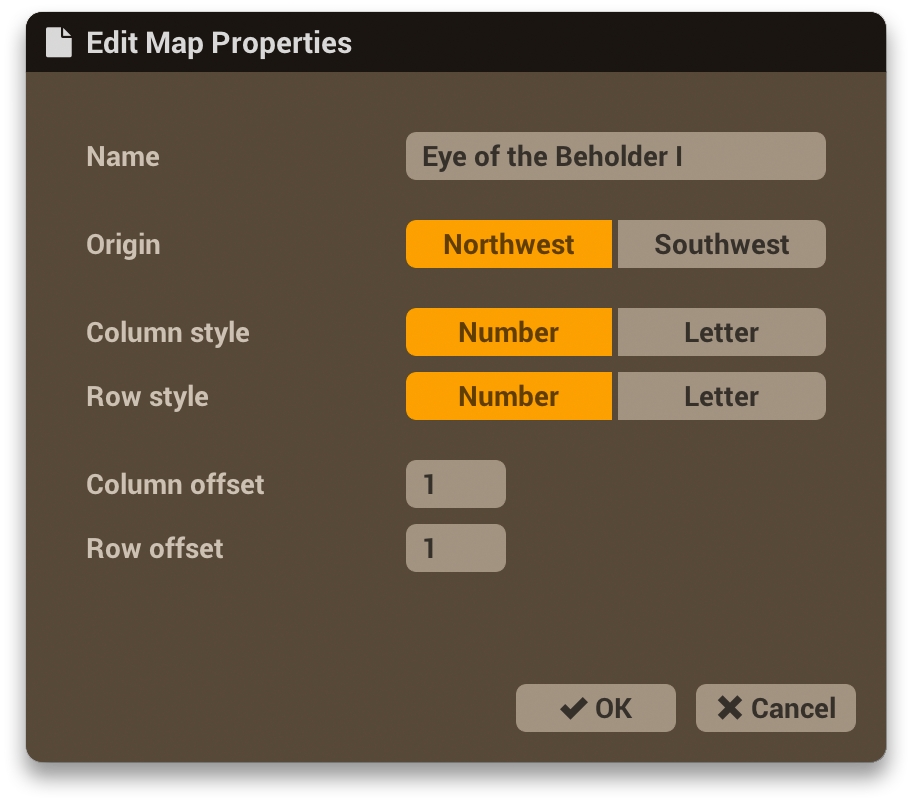 Edit Map Properties
Name Eye of the Beholder I
Origin Northwest Southwest
Column style Number Letter
Row style Number Letter
Column offset 1
Row offset 1
OK Cancel